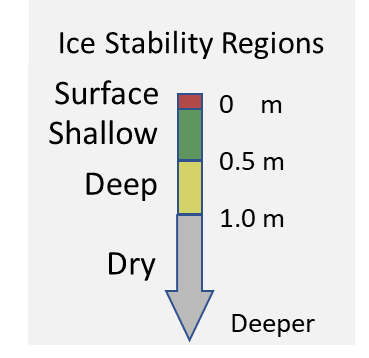 Ice Stability Regions
Surface
0 m
Shallow
0.5 m
Deep
1.0 m
Dry
Deeper